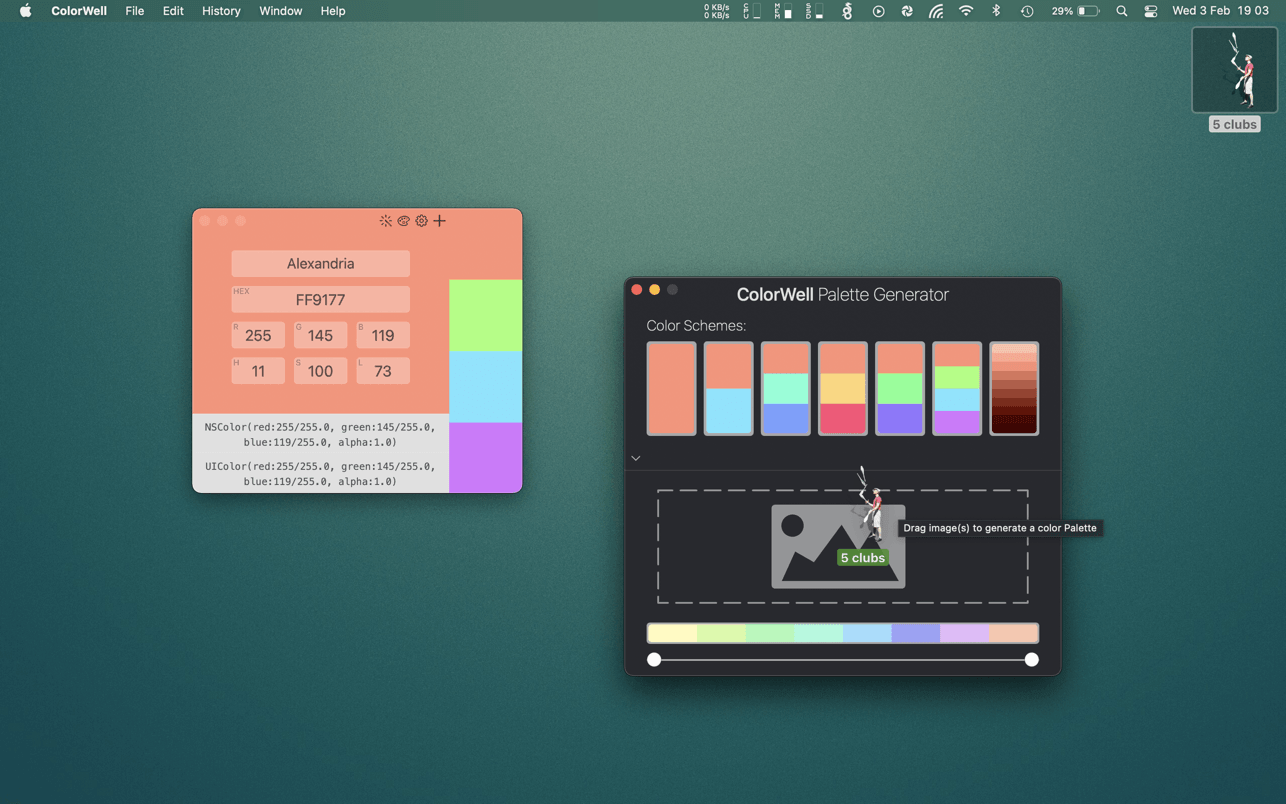 ColorWell File Edit History Window Help
0 KB/s
0 KB/s
CPU
MEM
SSD
29%
Wed 3 Feb 19 03
5 clubs
Alexandria
HEX
FF9177
R 255 G 145 B 119
H 11 S 100 L 73
NSColor(red:255/255.0, green:145/255.0,
blue:119/255.0, alpha:1.0)
UIColor(red:255/255.0, green:145/255.0,
blue:119/255.0, alpha:1.0)
ColorWell Palette Generator
Color Schemes:
Drag image(s) to generate a color Palette
5 clubs